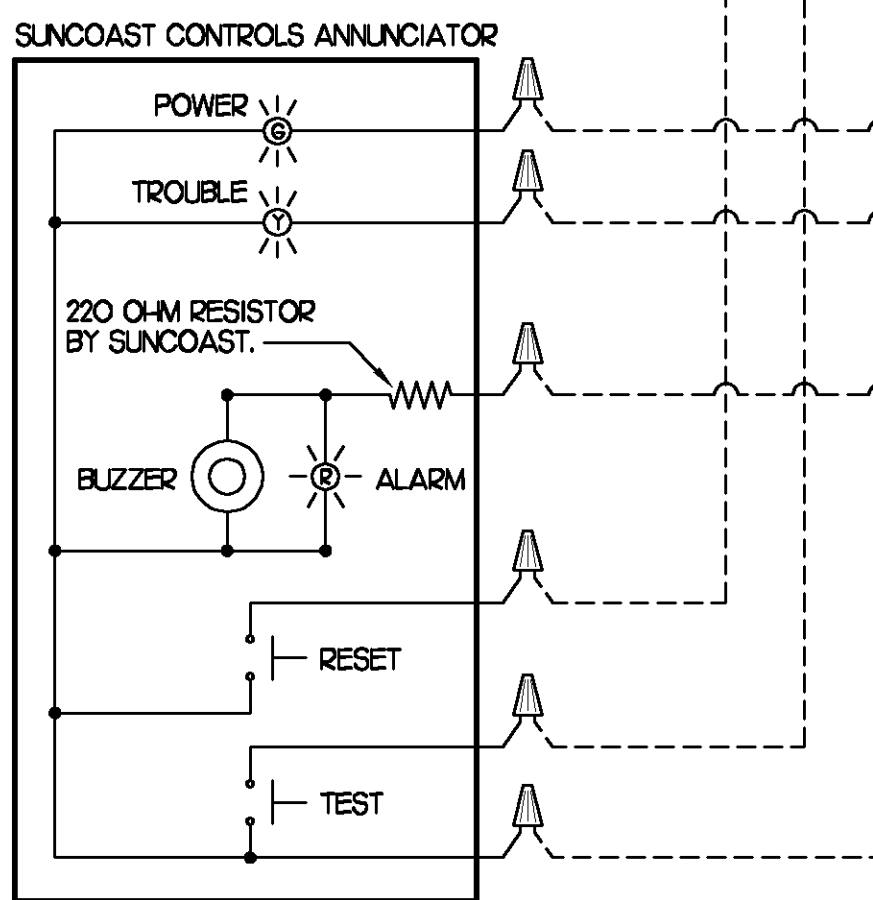 SUNCOAST CONTROLS ANNUNCIATOR
POWER
G
TROUBLE
Y
220 OHM RESISTOR
BY SUNCOAST.
BUZZER
R
ALARM
RESET
TEST